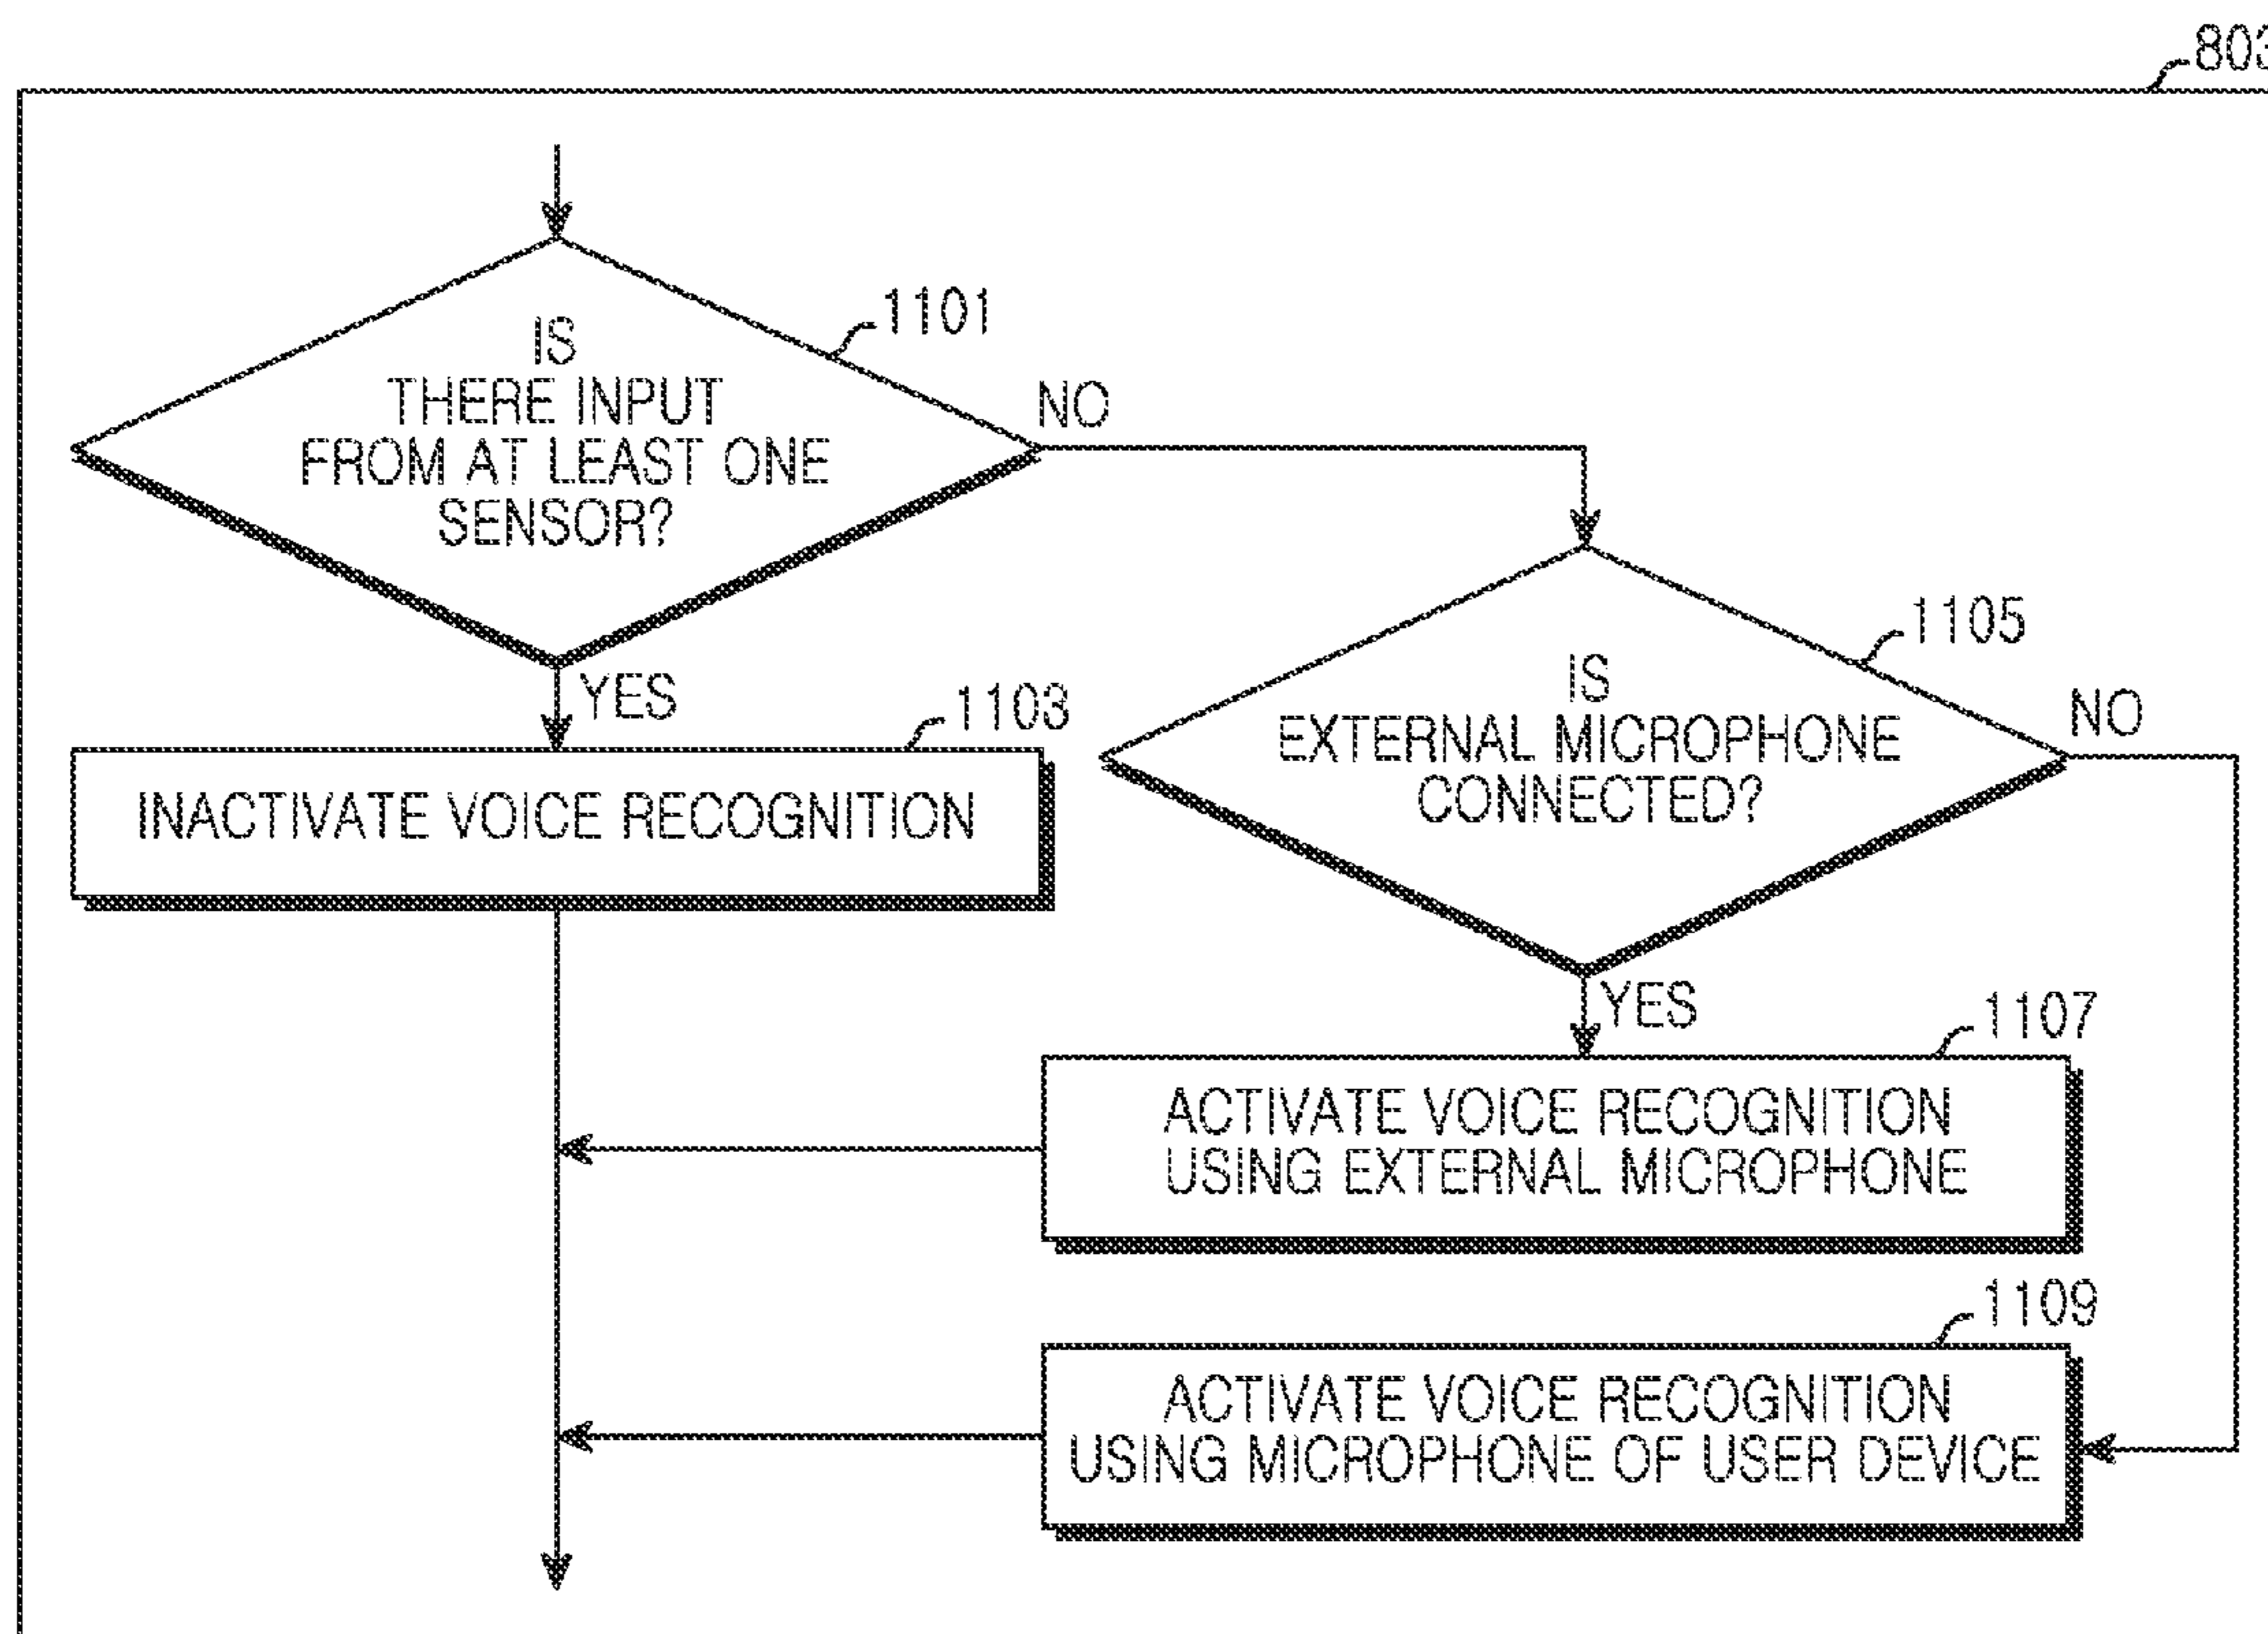 803
1101
IS
THERE INPUT
FROM AT LEAST ONE
SENSOR?
NO
YES
1103
INACTIVATE VOICE RECOGNITION
1105
IS
EXTERNAL MICROPHONE
CONNECTED?
NO
YES
1107
ACTIVATE VOICE RECOGNITION
USING EXTERNAL MICROPHONE
1109
ACTIVATE VOICE RECOGNITION
USING MICROPHONE OF USER DEVICE